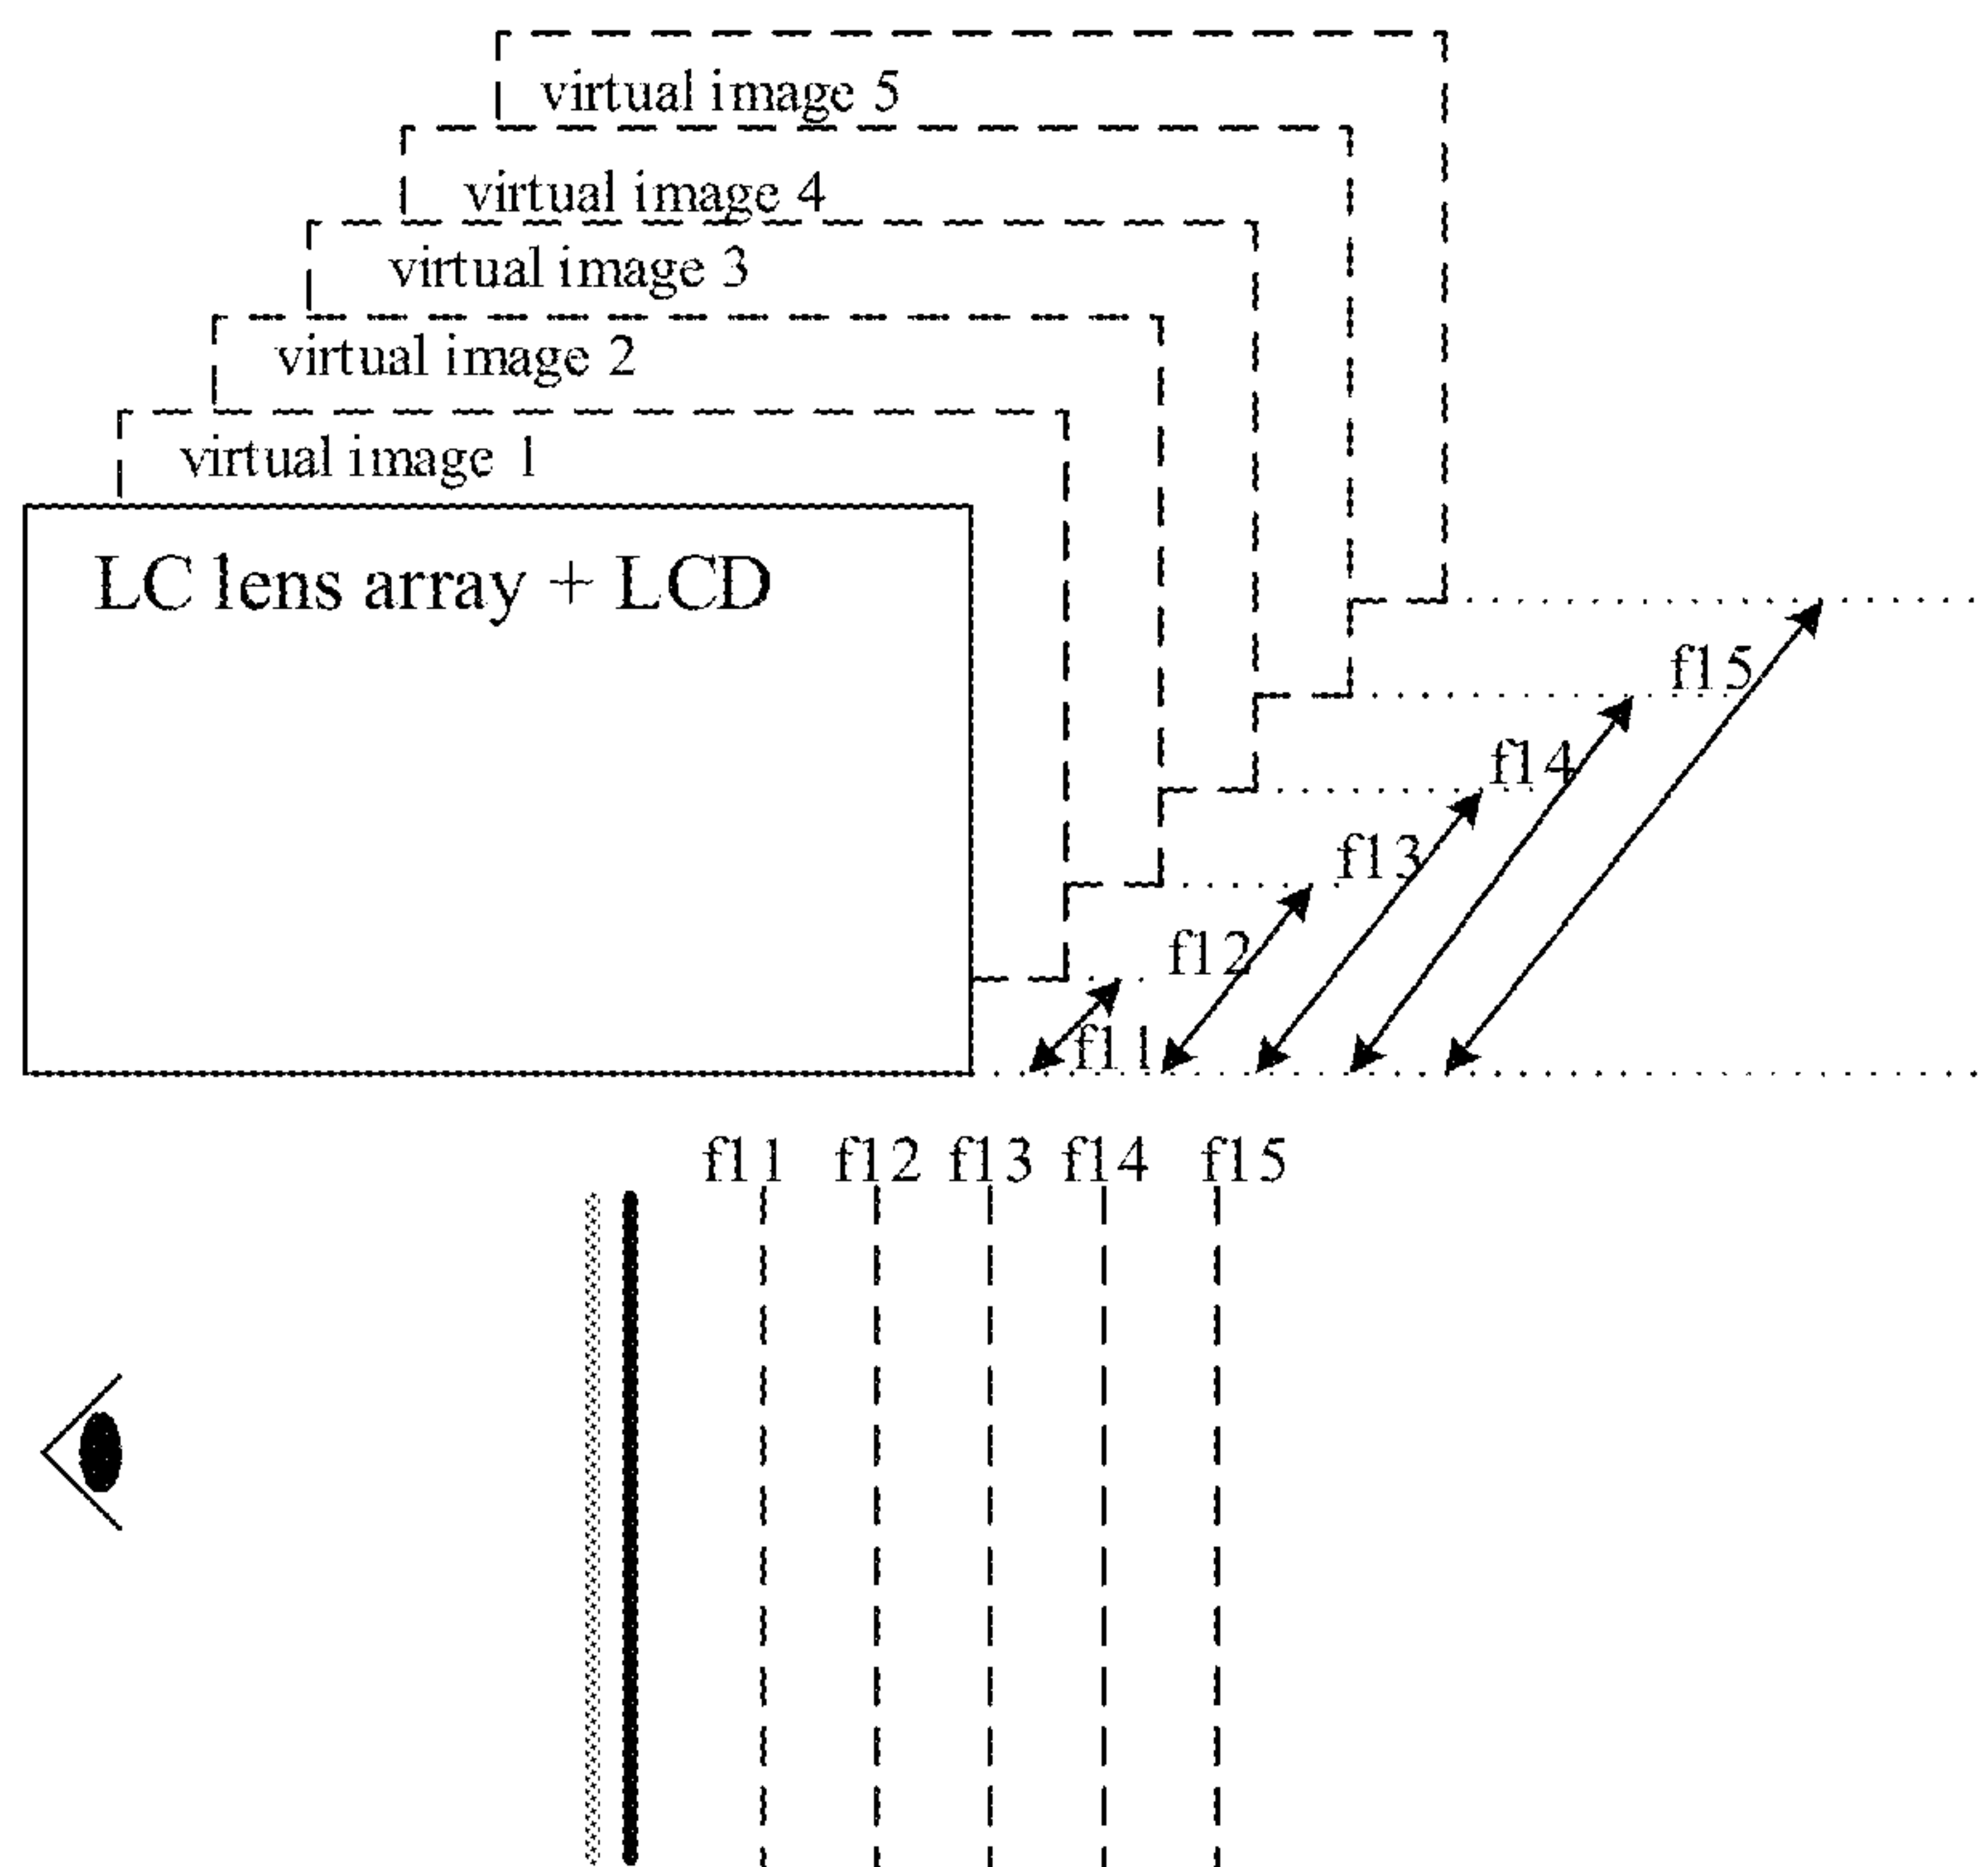 virtual image 5
virtual image 4
virtual image 3
virtual image 2
virtual image 1
LC lens array + LCD
f15
f14
f13
f12
f11
f11 f12 f13 f14 f15